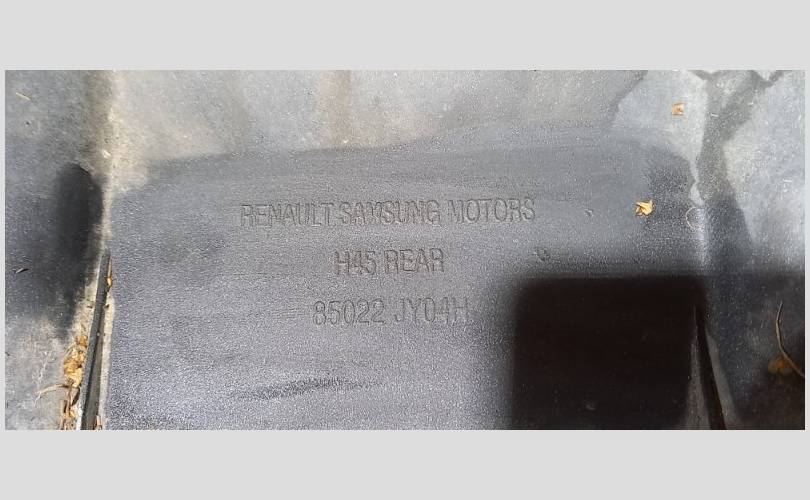 RENAULT SAMSUNG MOTORS
H45 REAR
85022 JY04H